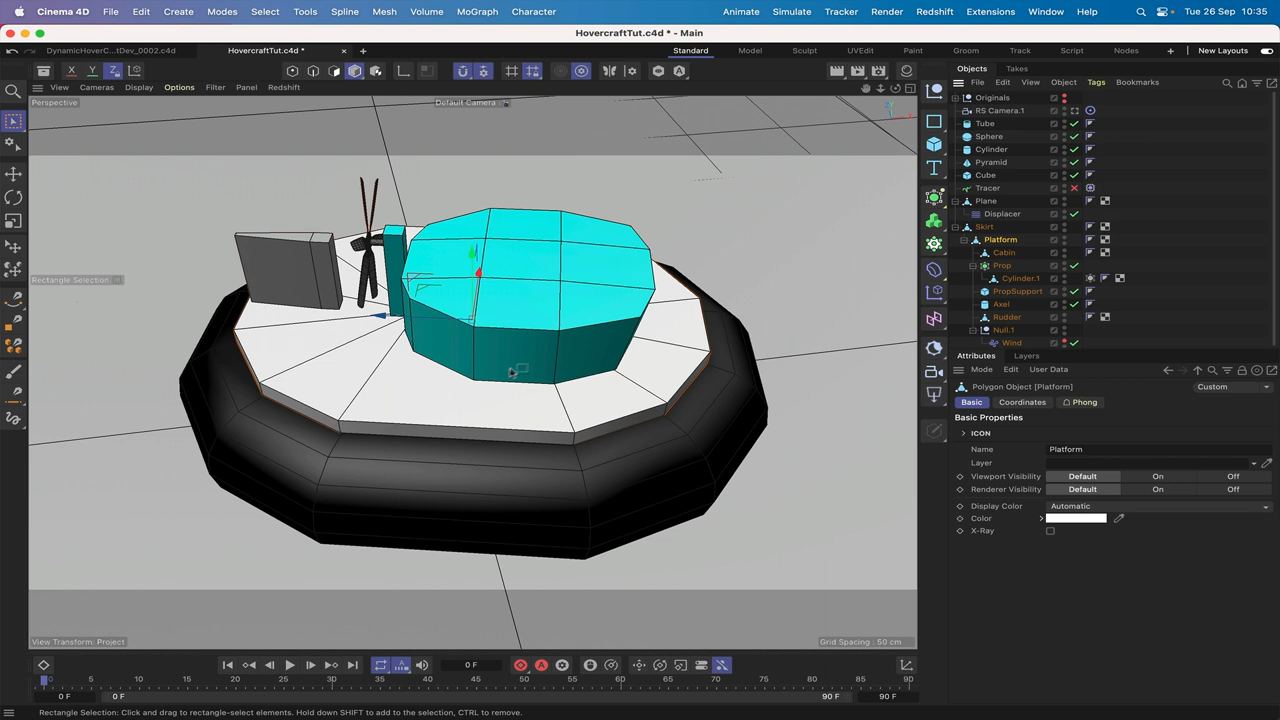 Cinema 4D File Edit Create Modes Select Tools Spline Mesh Volume MoGraph Character Animate Simulate Tracker Render Redshift Extensions Window Help Tue 26 Sep 10:35
HovercraftTut.c4d * - Main
DynamicHoverC...tDev_0002.c4d HovercraftTut.c4d * Standard Model Sculpt UVEdit Paint Groom Track Script Nodes New Layouts
X Y Z
Objects Takes
View Cameras Display Options Filter Panel Redshift
File Edit View Object Tags Bookmarks
Perspective Default Camera
Originals
RS Camera.1
Tube
Sphere
Cylinder
Pyramid
Cube
Tracer
Plane
Displacer
Skirt
Platform
Cabin
Prop
Cylinder.1
Rectangle Selection
PropSupport
Axel
Rudder
Null.1
Wind
Attributes Layers
Mode Edit User Data
Polygon Object [Platform] Custom
Basic Coordinates Phong
Basic Properties
ICON
Name Platform
Layer
Viewport Visibility Default On Off
Renderer Visibility Default On Off
Display Color Automatic
Color
X-Ray
View Transform: Project Grid Spacing : 50 cm
0 F
0 5 10 15 20 25 30 35 40 45 50 55 60 65 70 75 80 85 90
0 F 0 F 90 F 90 F
Rectangle Selection: Click and drag to rectangle-select elements. Hold down SHIFT to add to the selection, CTRL to remove.